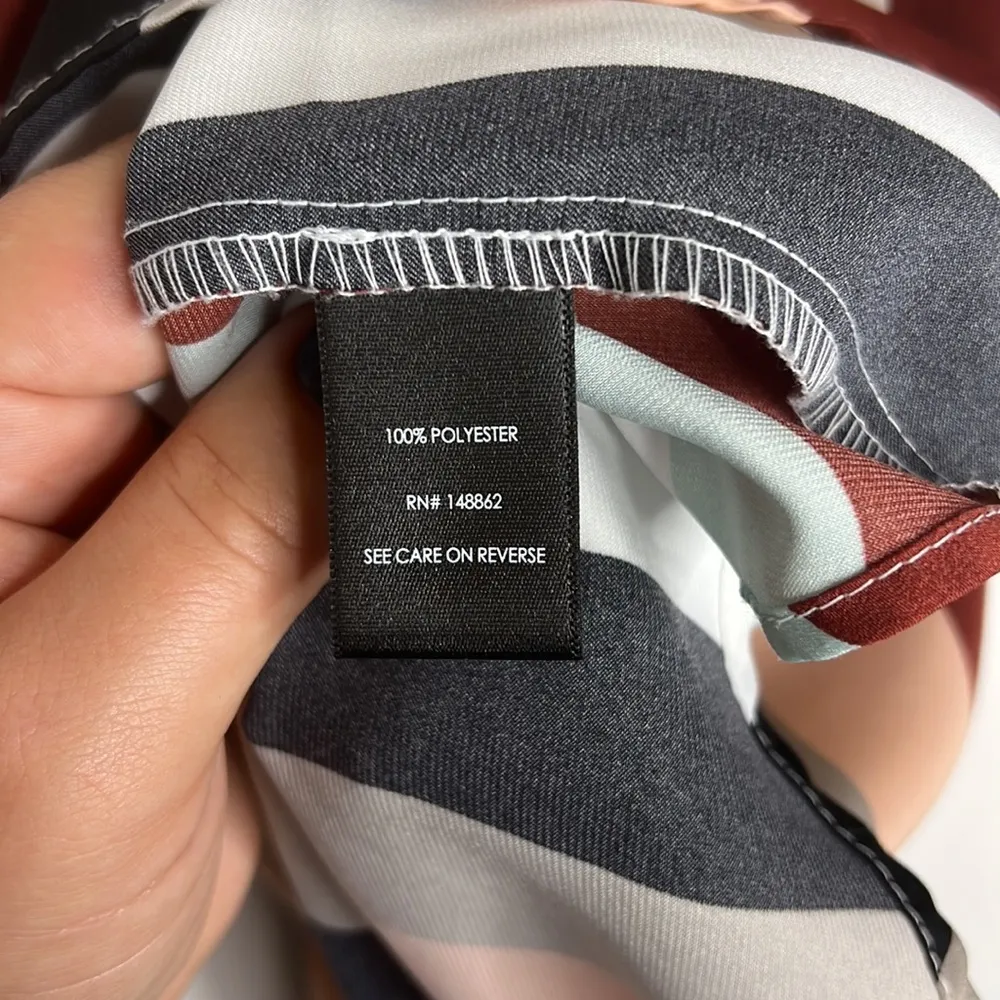 100% POLYESTER
RN# 148862
SEE CARE ON REVERSE